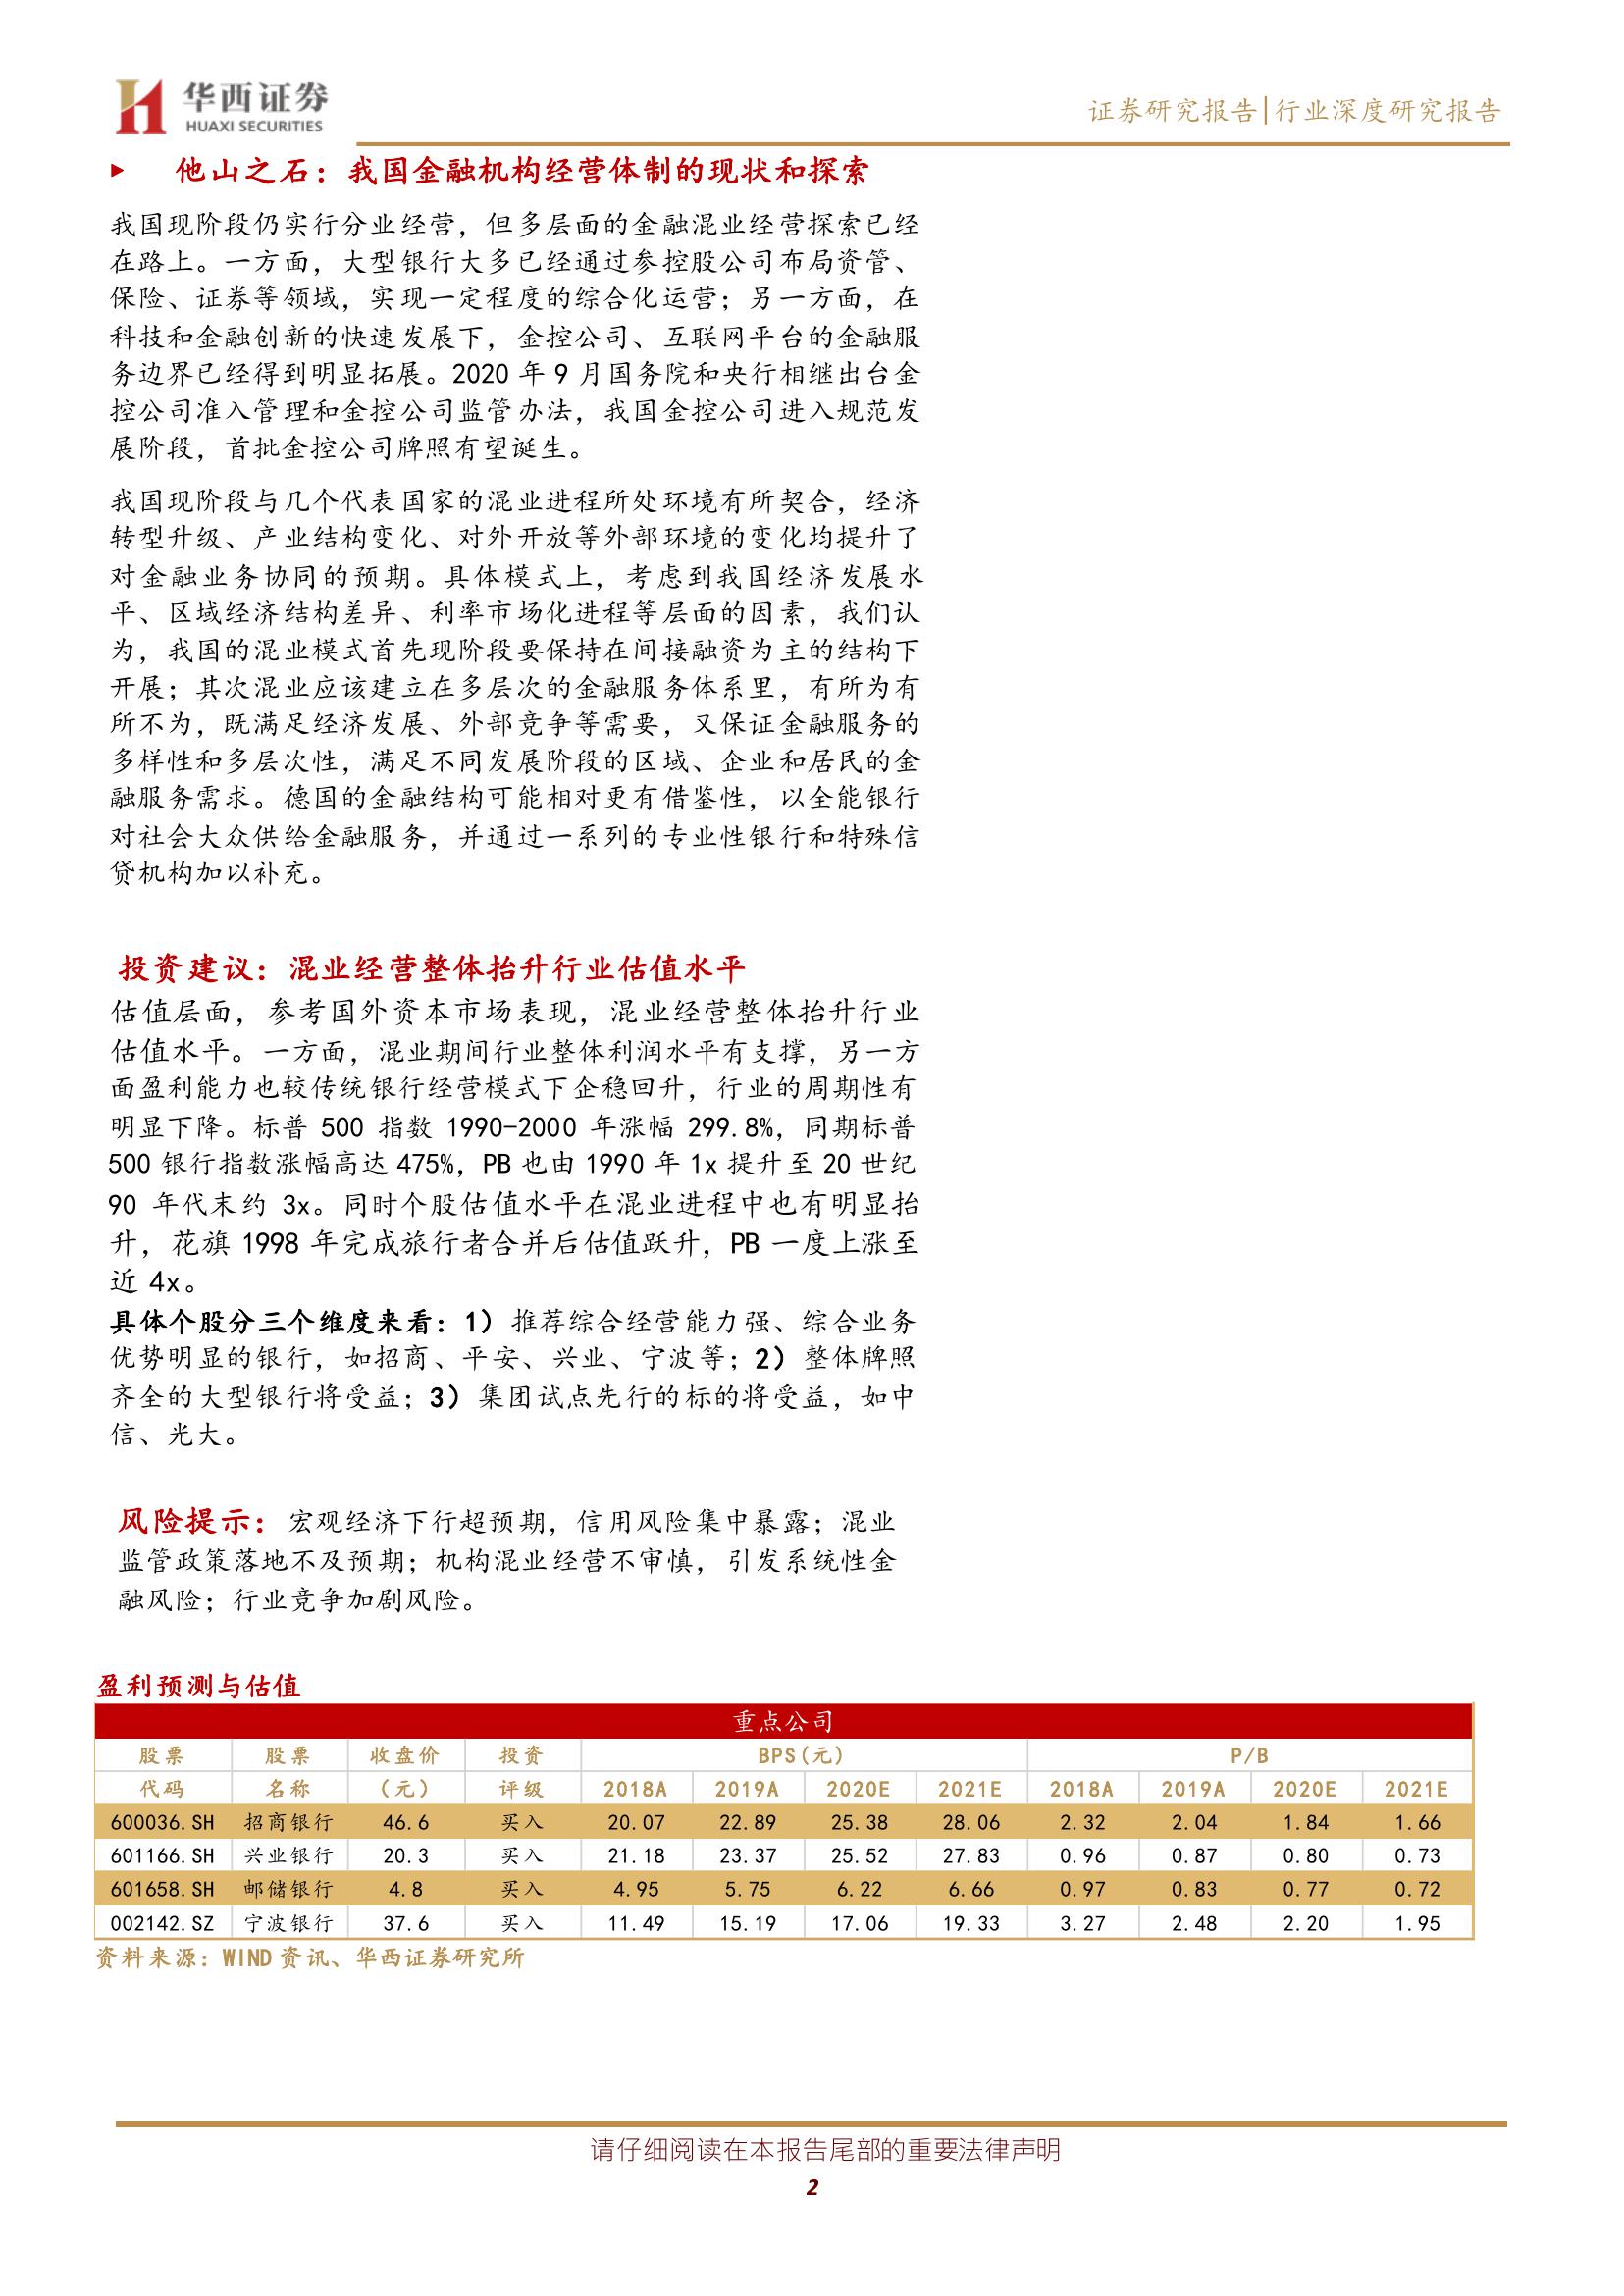 华西证券
HUAXI SECURITIES
证券研究报告|行业深度研究报告
► 他山之石：我国金融机构经营体制的现状和探索
我国现阶段仍实行分业经营，但多层面的金融混业经营探索已经
在路上。一方面，大型银行大多已经通过参控股公司布局资管、
保险、证券等领域，实现一定程度的综合化运营；另一方面，在
科技和金融创新的快速发展下，金控公司、互联网平台的金融服
务边界已经得到明显拓展。2020 年 9 月国务院和央行相继出台金
控公司准入管理和金控公司监管办法，我国金控公司进入规范发
展阶段，首批金控公司牌照有望诞生。
我国现阶段与几个代表国家的混业进程所处环境有所契合，经济
转型升级、产业结构变化、对外开放等外部环境的变化均提升了
对金融业务协同的预期。具体模式上，考虑到我国经济发展水
平、区域经济结构差异、利率市场化进程等层面的因素，我们认
为，我国的混业模式首先现阶段要保持在间接融资为主的结构下
开展；其次混业应该建立在多层次的金融服务体系里，有所为有
所不为，既满足经济发展、外部竞争等需要，又保证金融服务的
多样性和多层次性，满足不同发展阶段的区域、企业和居民的金
融服务需求。德国的金融结构可能相对更有借鉴性，以全能银行
对社会大众供给金融服务，并通过一系列的专业性银行和特殊信
贷机构加以补充。
投资建议：混业经营整体抬升行业估值水平
估值层面，参考国外资本市场表现，混业经营整体抬升行业
估值水平。一方面，混业期间行业整体利润水平有支撑，另一方
面盈利能力也较传统银行经营模式下企稳回升，行业的周期性有
明显下降。标普 500 指数 1990-2000 年涨幅 299.8%，同期标普
500 银行指数涨幅高达 475%，PB 也由 1990 年 1x 提升至 20 世纪
90 年代末约 3x。同时个股估值水平在混业进程中也有明显抬
升，花旗 1998 年完成旅行者合并后估值跃升，PB 一度上涨至
近 4x。
具体个股分三个维度来看：1）推荐综合经营能力强、综合业务
优势明显的银行，如招商、平安、兴业、宁波等；2）整体牌照
齐全的大型银行将受益；3）集团试点先行的标的将受益，如中
信、光大。
风险提示：宏观经济下行超预期，信用风险集中暴露；混业
监管政策落地不及预期；机构混业经营不审慎，引发系统性金
融风险；行业竞争加剧风险。
盈利预测与估值
重点公司
股票 股票 收盘价 投资 BPS(元) P/B
代码 名称 (元) 评级 2018A 2019A 2020E 2021E 2018A 2019A 2020E 2021E
600036.SH 招商银行 46.6 买入 20.07 22.89 25.38 28.06 2.32 2.04 1.84 1.66
601166.SH 兴业银行 20.3 买入 21.18 23.37 25.52 27.83 0.96 0.87 0.80 0.73
601658.SH 邮储银行 4.8 买入 4.95 5.75 6.22 6.66 0.97 0.83 0.77 0.72
002142.SZ 宁波银行 37.6 买入 11.49 15.19 17.06 19.33 3.27 2.48 2.20 1.95
资料来源：WIND 资讯、华西证券研究所
请仔细阅读在本报告尾部的重要法律声明
2